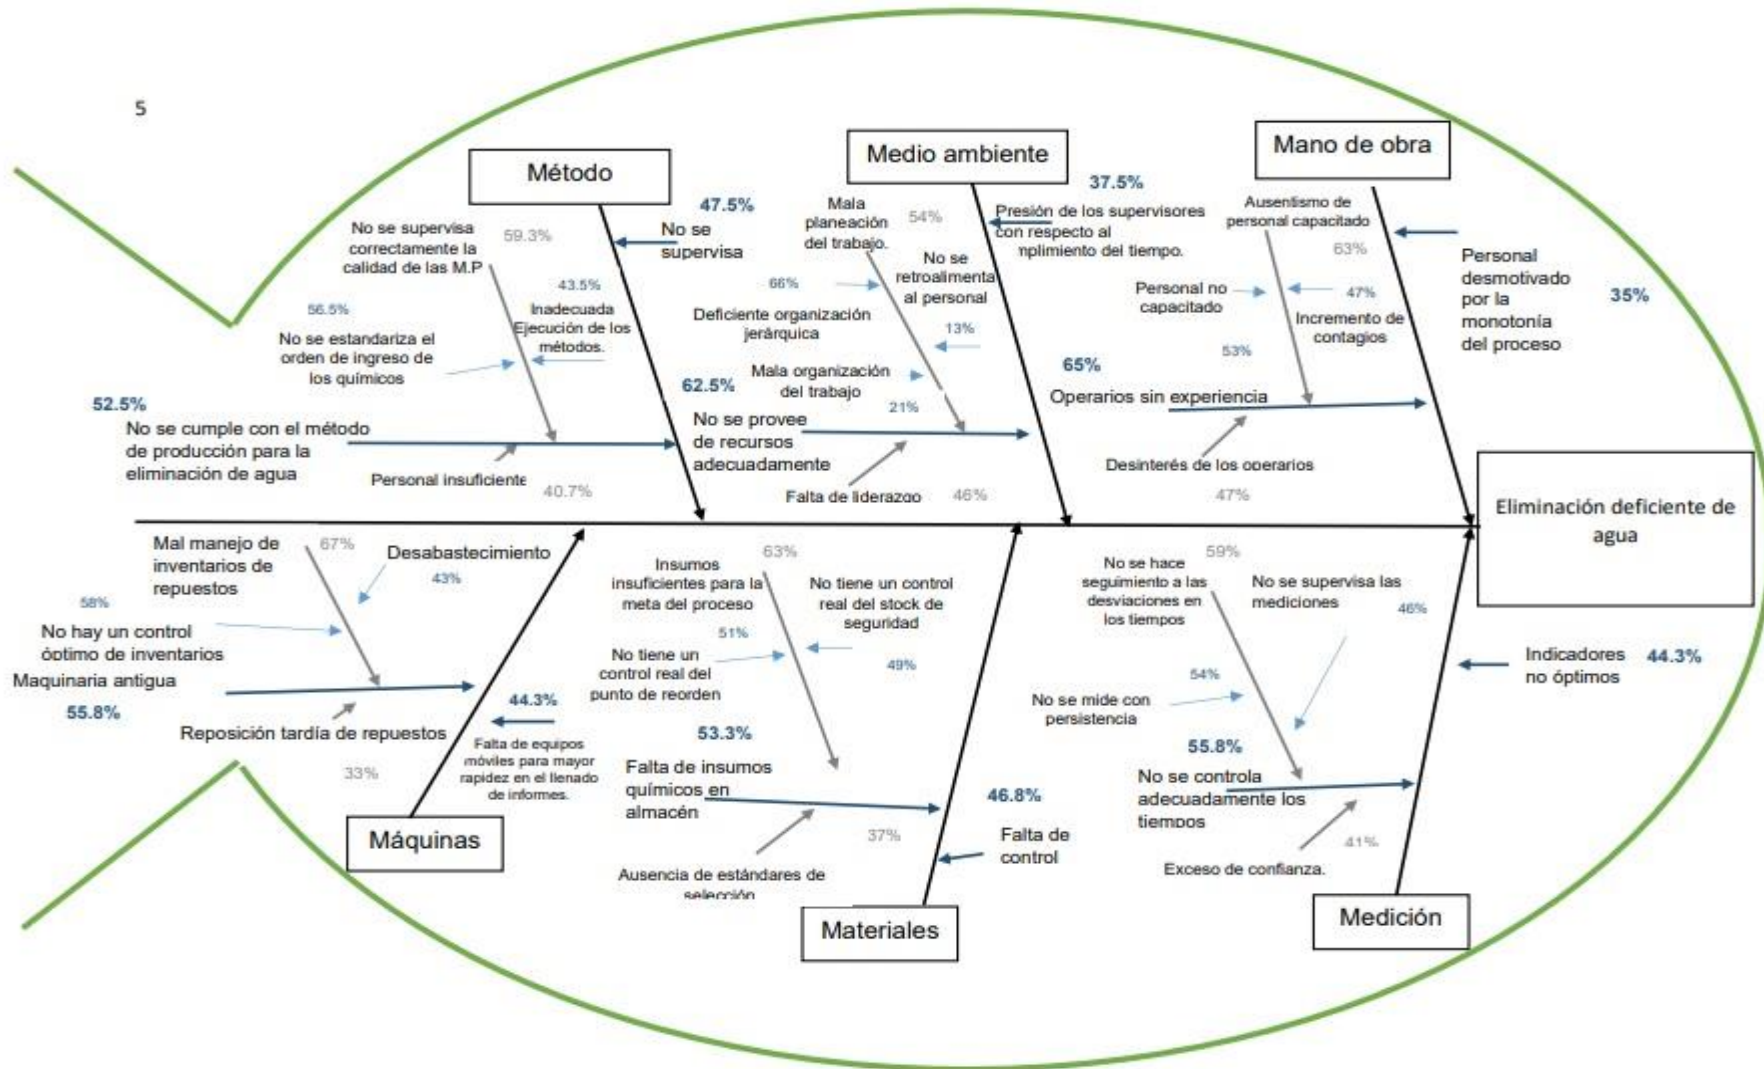 5
Método
Medio ambiente
Mano de obra
No se supervisa
correctamente la
calidad de las M.P
59.3%
47.5%
No se
supervisa
56.5%
No se estandariza el
orden de ingreso de
los químicos
43.5%
Inadecuada
Ejecución de los
métodos.
52.5%
No se cumple con el método
de producción para la
eliminación de agua
Personal insuficiente
40.7%
Mala
planeación
del trabajo.
54%
No se
retroalimenta
al personal
37.5%
Presión de los supervisores
con respecto al
mplimiento del tiempo.
66%
Deficiente organización
jerárquica
13%
Mala organización
del trabajo
21%
62.5%
No se provee
de recursos
adecuadamente
Falta de liderazgo
46%
Ausentismo de
personal capacitado
63%
Personal no
capacitado
53%
47%
Incremento de
contagios
Personal
desmotivado
por la
monotonía
del proceso
35%
65%
Operarios sin experiencia
Desinterés de los operarios
47%
Eliminación deficiente de
agua
Mal manejo de
inventarios de
repuestos
67%
Desabastecimiento
43%
58%
No hay un control
óptimo de inventarios
Maquinaria antigua
55.8%
Reposición tardía de repuestos
33%
44.3%
Falta de equipos
móviles para mayor
rapidez en el llenado
de informes.
Máquinas
Insumos
insuficientes para la
meta del proceso
63%
No tiene un control
real del stock de
seguridad
51%
49%
No tiene un
control real del
punto de reorden
53.3%
Falta de insumos
químicos en
almacén
37%
Ausencia de estándares de
selección
46.8%
Falta de
control
Materiales
59%
No se hace
seguimiento a las
desviaciones en
los tiempos
No se supervisa las
mediciones
46%
54%
No se mide con
persistencia
55.8%
No se controla
adecuadamente los
tiempos
41%
Exceso de confianza.
Indicadores
no óptimos
44.3%
Medición